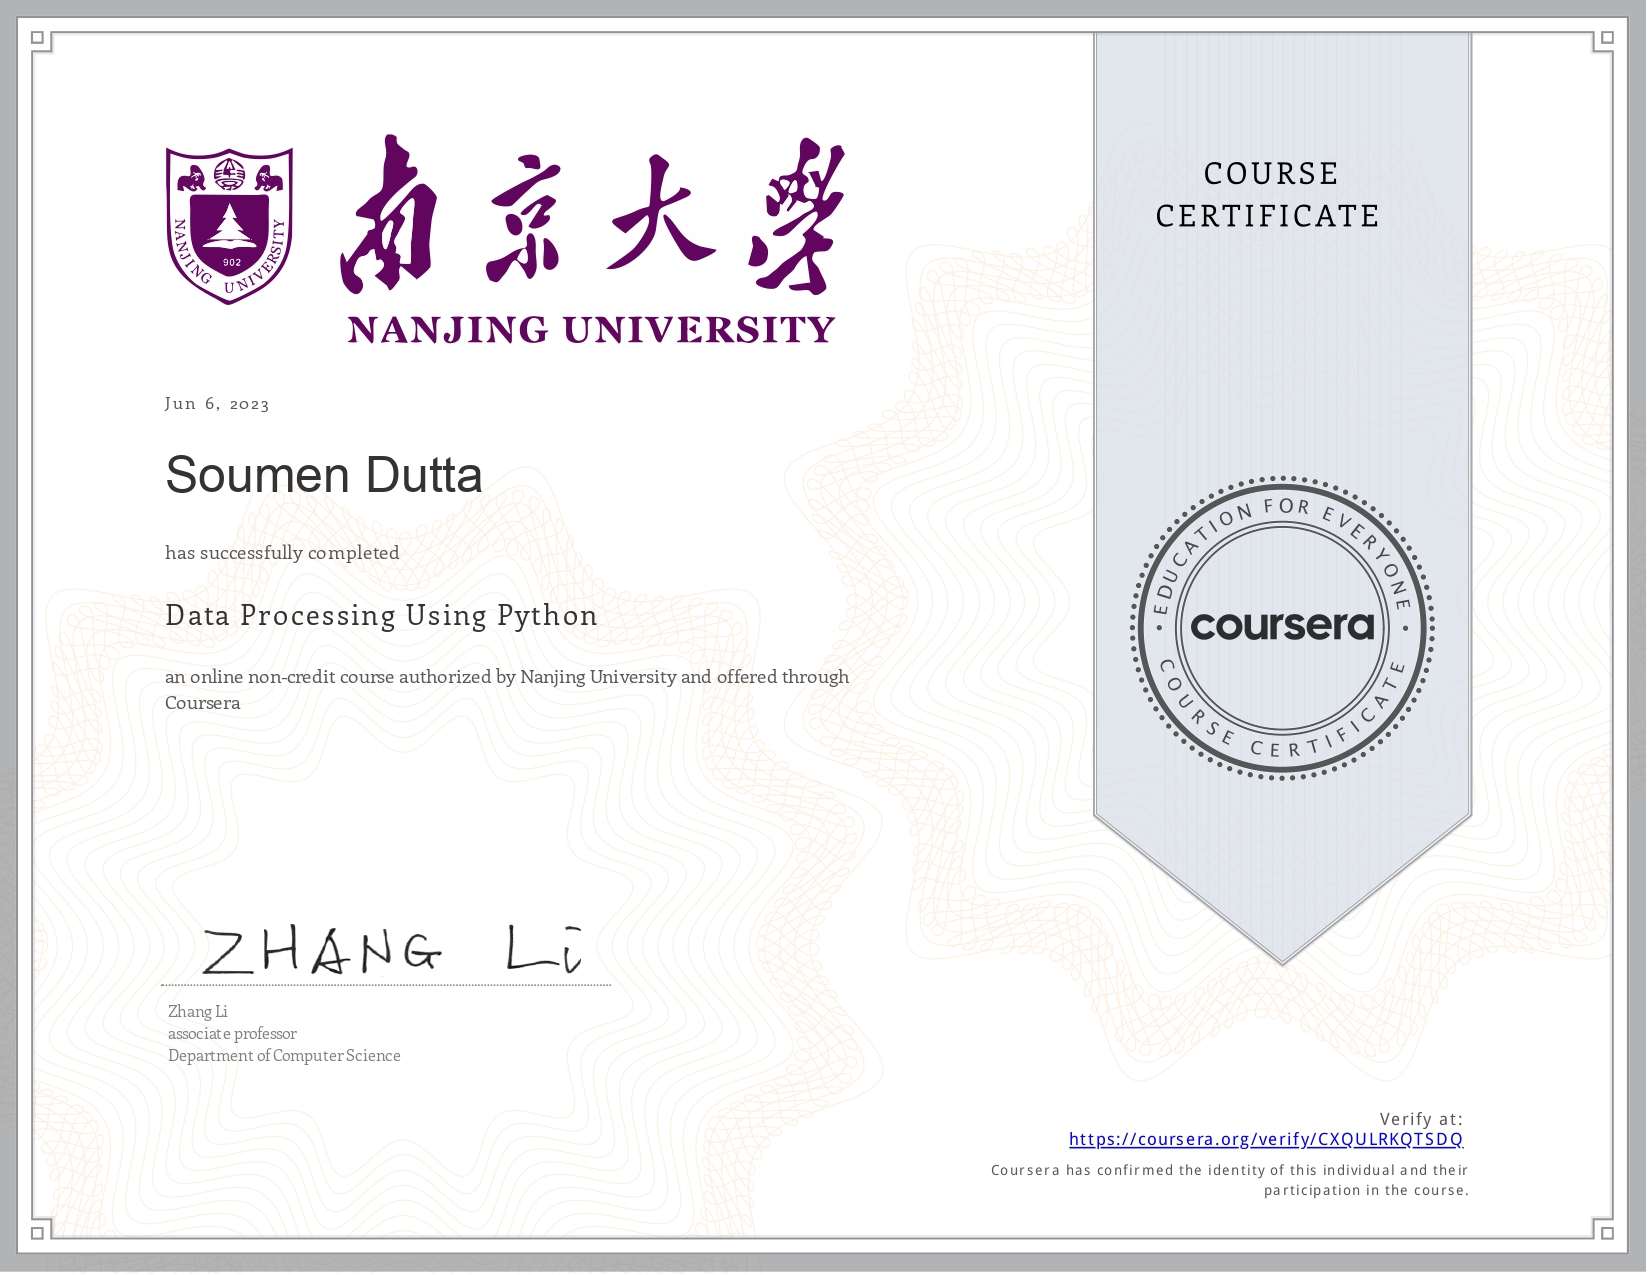 南京大學
NANJING UNIVERSITY
902
NANJING UNIVERSITY
COURSE
CERTIFICATE
Jun 6, 2023
Soumen Dutta
has successfully completed
Data Processing Using Python
an online non-credit course authorized by Nanjing University and offered through
Coursera
EDUCATION FOR EVERYONE
coursera
COURSE CERTIFICATE
ZHANG Li
Zhang Li
associate professor
Department of Computer Science
Verify at:
https://coursera.org/verify/CXQULRKQTSDQ
Coursera has confirmed the identity of this individual and their
participation in the course.